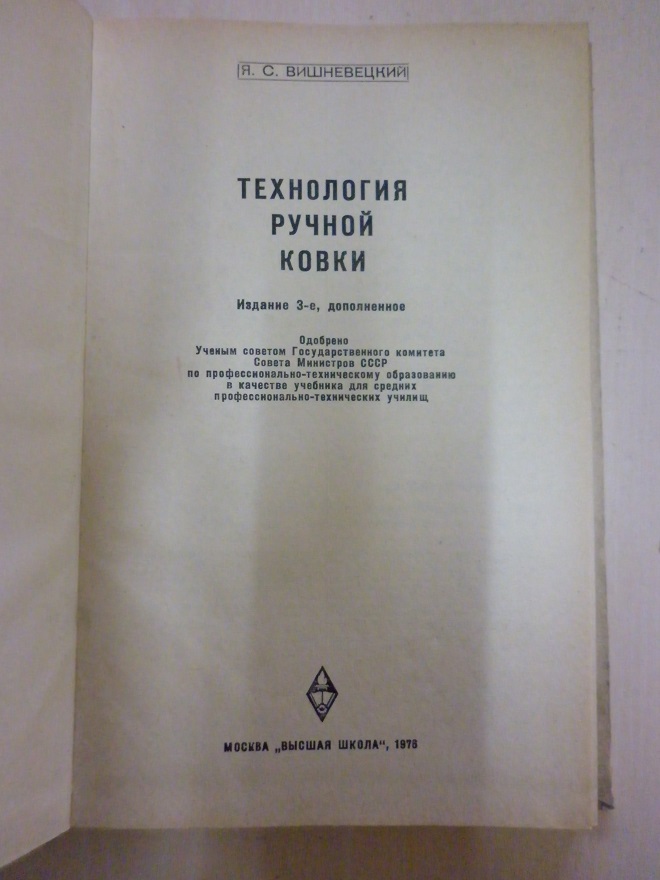 Я. С. ВИШНЕВЕЦКИЙ
ТЕХНОЛОГИЯ
РУЧНОЙ
КОВКИ
Издание 3-е, дополненное
Одобрено
Ученым советом Государственного комитета
Совета Министров СССР
по профессионально-техническому образованию
в качестве учебника для средних
профессионально-технических училищ
МОСКВА „ВЫСШАЯ ШКОЛА“, 1976